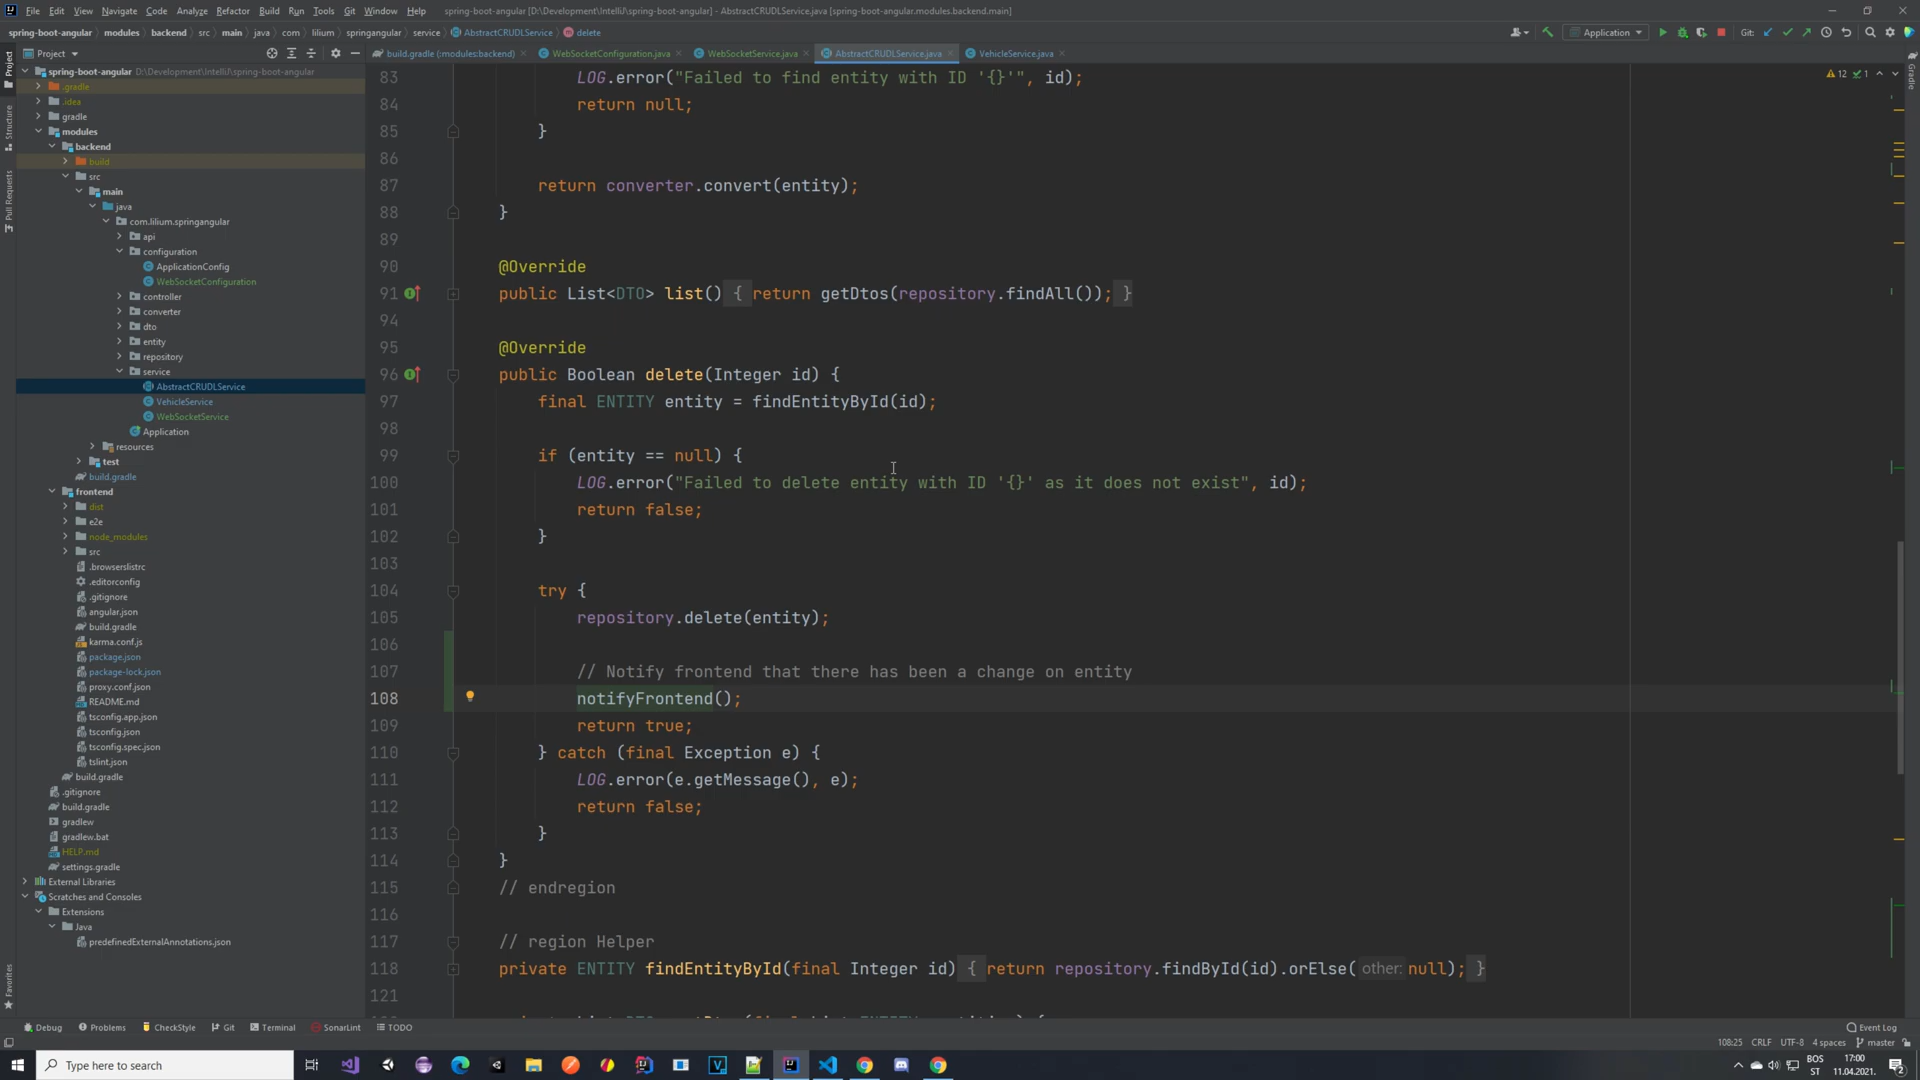 File Edit View Navigate Code Analyze Refactor Build Run Tools Git Window Help spring-boot-angular [D:\Development\IntelliJ\spring-boot-angular] - AbstractCRUDLService.java [spring-boot-angular.modules.backend.main]
spring-boot-angular modules backend src main java com lilium springangular service AbstractCRUDLService delete Application Git:
Project build.gradle (:modules:backend) WebSocketConfiguration.java WebSocketService.java AbstractCRUDLService.java VehicleService.java
spring-boot-angular D:\Development\IntelliJ\spring-boot-angular
.gradle
.idea
gradle
modules
backend
build
src
main
java
com.lilium.springangular
api
configuration
ApplicationConfig
WebSocketConfiguration
controller
converter
dto
entity
repository
service
AbstractCRUDLService
VehicleService
WebSocketService
Application
resources
test
build.gradle
frontend
dist
e2e
node_modules
src
.browserslistrc
.editorconfig
.gitignore
angular.json
build.gradle
karma.conf.js
package.json
package-lock.json
proxy.conf.json
README.md
tsconfig.app.json
tsconfig.json
tsconfig.spec.json
tslint.json
build.gradle
.gitignore
build.gradle
gradlew
gradlew.bat
HELP.md
settings.gradle
External Libraries
Scratches and Consoles
Extensions
Java
predefinedExternalAnnotations.json
Project
Structure
Pull Requests
Favorites
Gradle
12 1
83 LOG.error("Failed to find entity with ID '{}'", id);
84 return null;
85 }
86
87 return converter.convert(entity);
88 }
89
90 @Override
91 public List<DTO> list() { return getDtos(repository.findAll()); }
94
95 @Override
96 public Boolean delete(Integer id) {
97 final ENTITY entity = findEntityById(id);
98
99 if (entity == null) {
100 LOG.error("Failed to delete entity with ID '{}' as it does not exist", id);
101 return false;
102 }
103
104 try {
105 repository.delete(entity);
106
107 // Notify frontend that there has been a change on entity
108 notifyFrontend();
109 return true;
110 } catch (final Exception e) {
111 LOG.error(e.getMessage(), e);
112 return false;
113 }
114 }
115 // endregion
116
117 // region Helper
118 private ENTITY findEntityById(final Integer id) { return repository.findById(id).orElse( other: null); }
121
Debug Problems CheckStyle Git Terminal SonarLint TODO Event Log
108:25 CRLF UTF-8 4 spaces master
Type here to search
BOS 17:00
ST 11.04.2021. 2